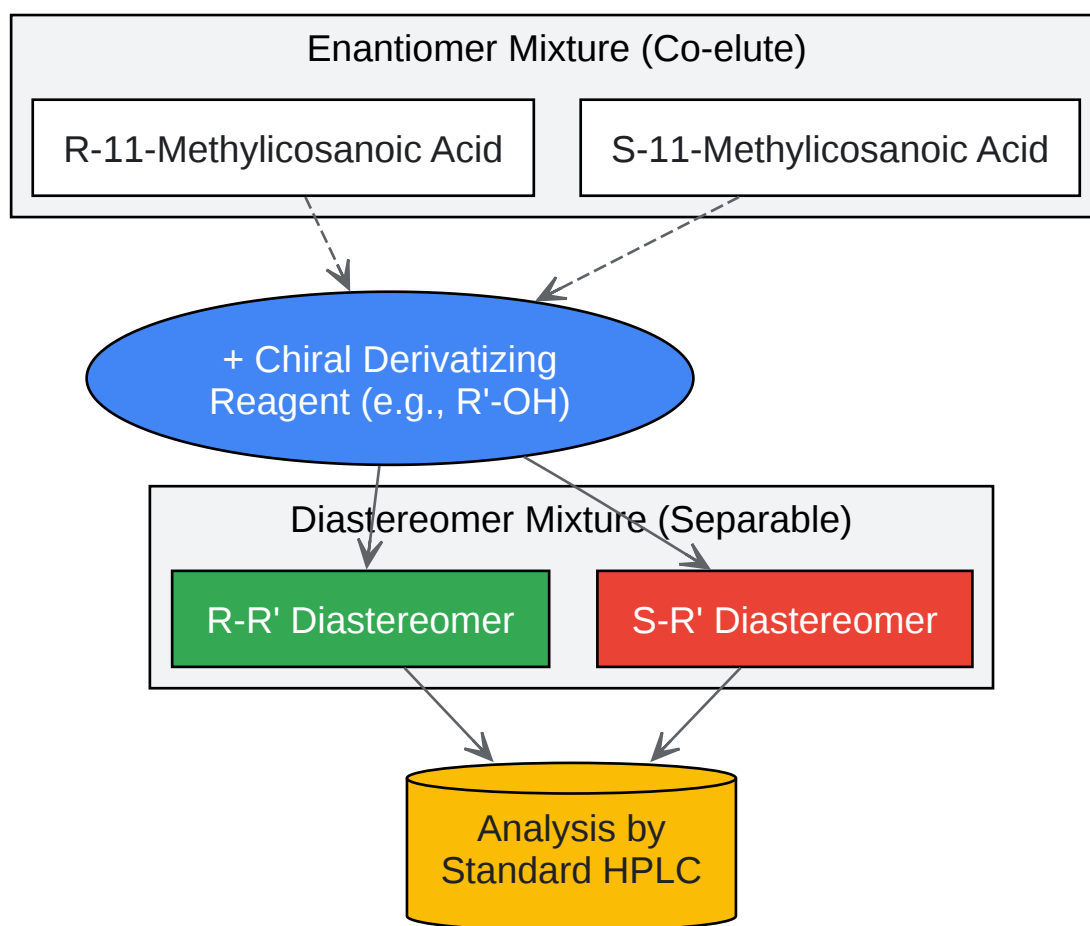 Enantiomer Mixture (Co-elute)
R-11-Methylicosanoic Acid
S-11-Methylicosanoic Acid
+ Chiral Derivatizing
Reagent (e.g., R'-OH)
Diastereomer Mixture (Separable)
R-R' Diastereomer
S-R' Diastereomer
Analysis by
Standard HPLC